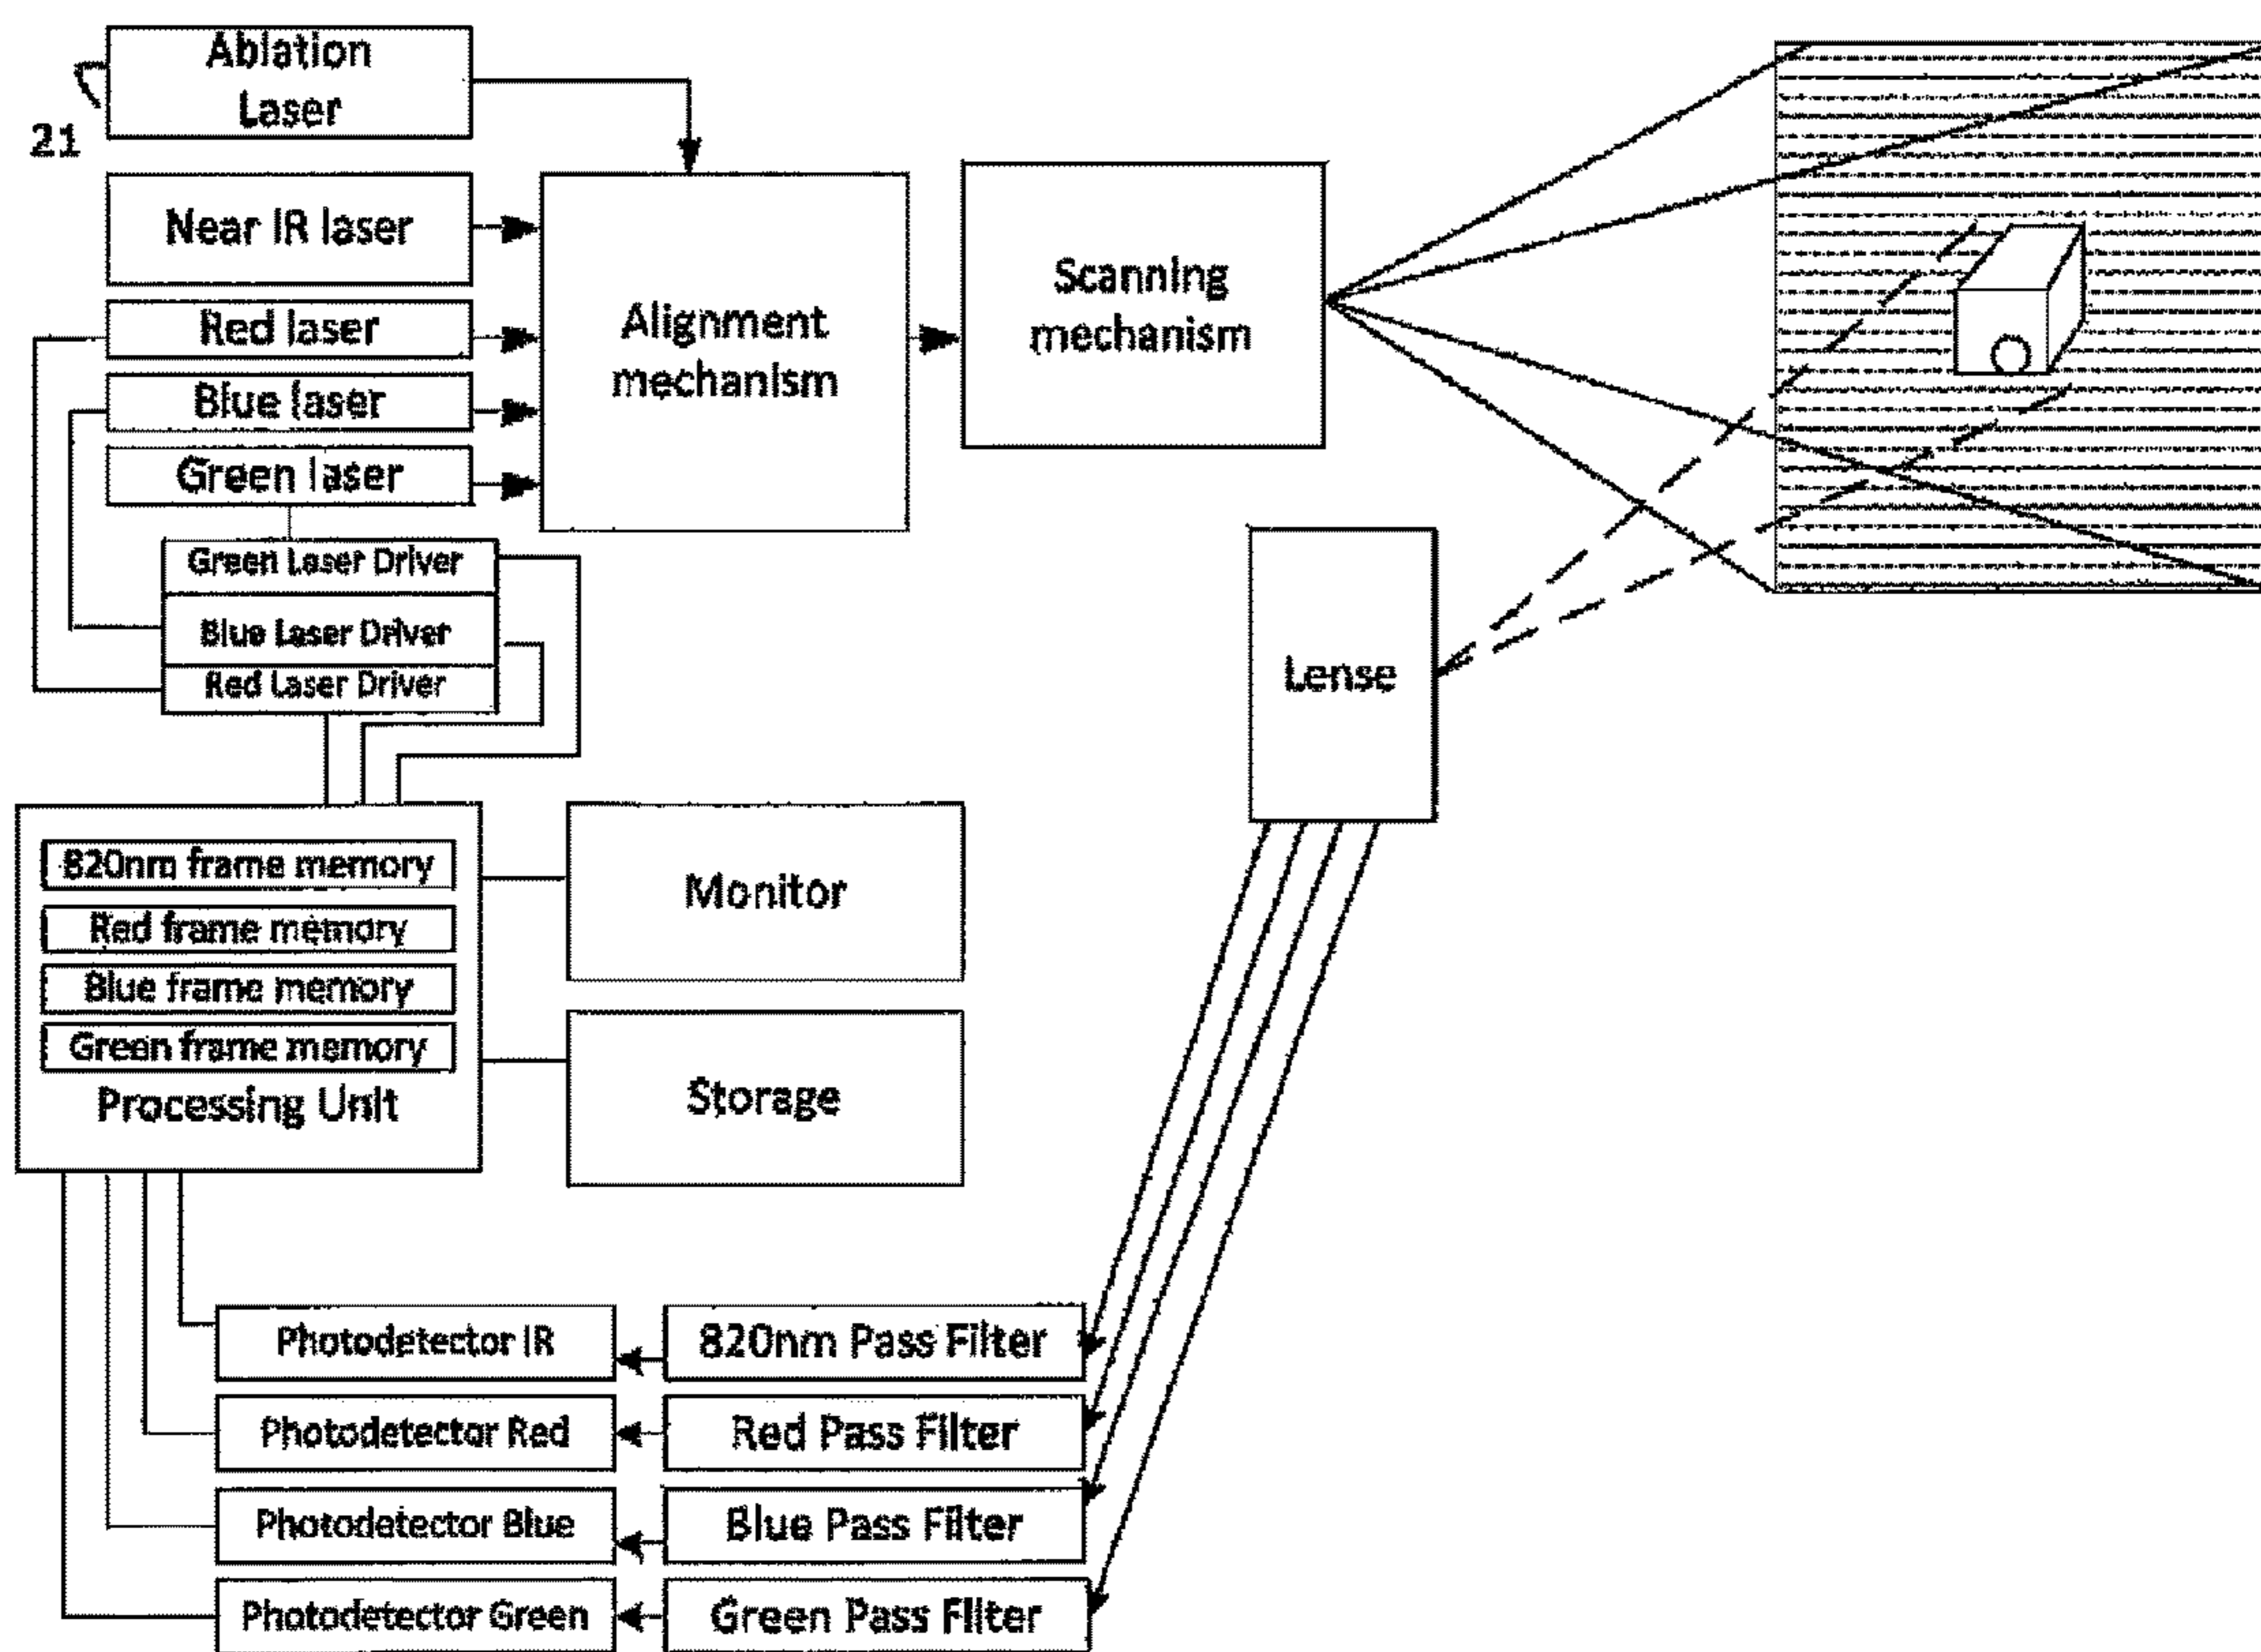 Ablation
Laser
21
Near IR laser
Red laser
Blue laser
Green laser
Alignment
mechanism
Scanning
mechanism
Green Laser Driver
Blue Laser Driver
Red Laser Driver
Lense
820nm frame memory
Red frame memory
Blue frame memory
Green frame memory
Processing Unit
Monitor
Storage
Photodetector IR
820nm Pass Filter
Photodetector Red
Red Pass Filter
Photodetector Blue
Blue Pass Filter
Photodetector Green
Green Pass Filter